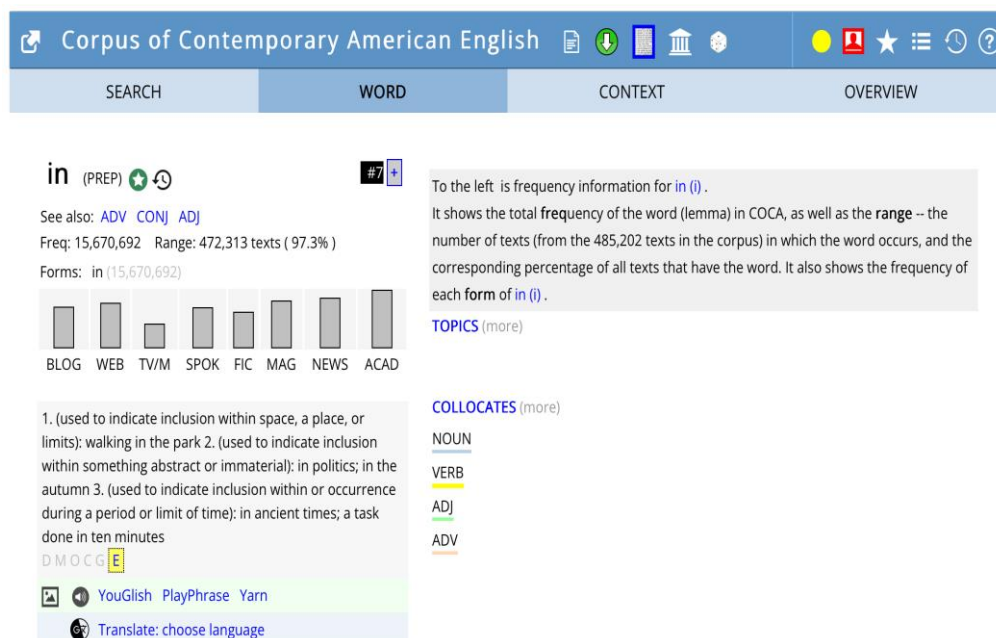 Corpus of Contemporary American English
SEARCH WORD CONTEXT OVERVIEW
in (PREP) #7 +
See also: ADV CONJ ADJ
Freq: 15,670,692 Range: 472,313 texts ( 97.3% )
Forms: in (15,670,692)
BLOG WEB TV/M SPOK FIC MAG NEWS ACAD
1. (used to indicate inclusion within space, a place, or
limits): walking in the park 2. (used to indicate inclusion
within something abstract or immaterial): in politics; in the
autumn 3. (used to indicate inclusion within or occurrence
during a period or limit of time): in ancient times; a task
done in ten minutes
D M O C G E
YouGlish PlayPhrase Yarn
Translate: choose language
To the left is frequency information for in (i) .
It shows the total frequency of the word (lemma) in COCA, as well as the range -- the
number of texts (from the 485,202 texts in the corpus) in which the word occurs, and the
corresponding percentage of all texts that have the word. It also shows the frequency of
each form of in (i) .
TOPICS (more)
COLLOCATES (more)
NOUN
VERB
ADJ
ADV